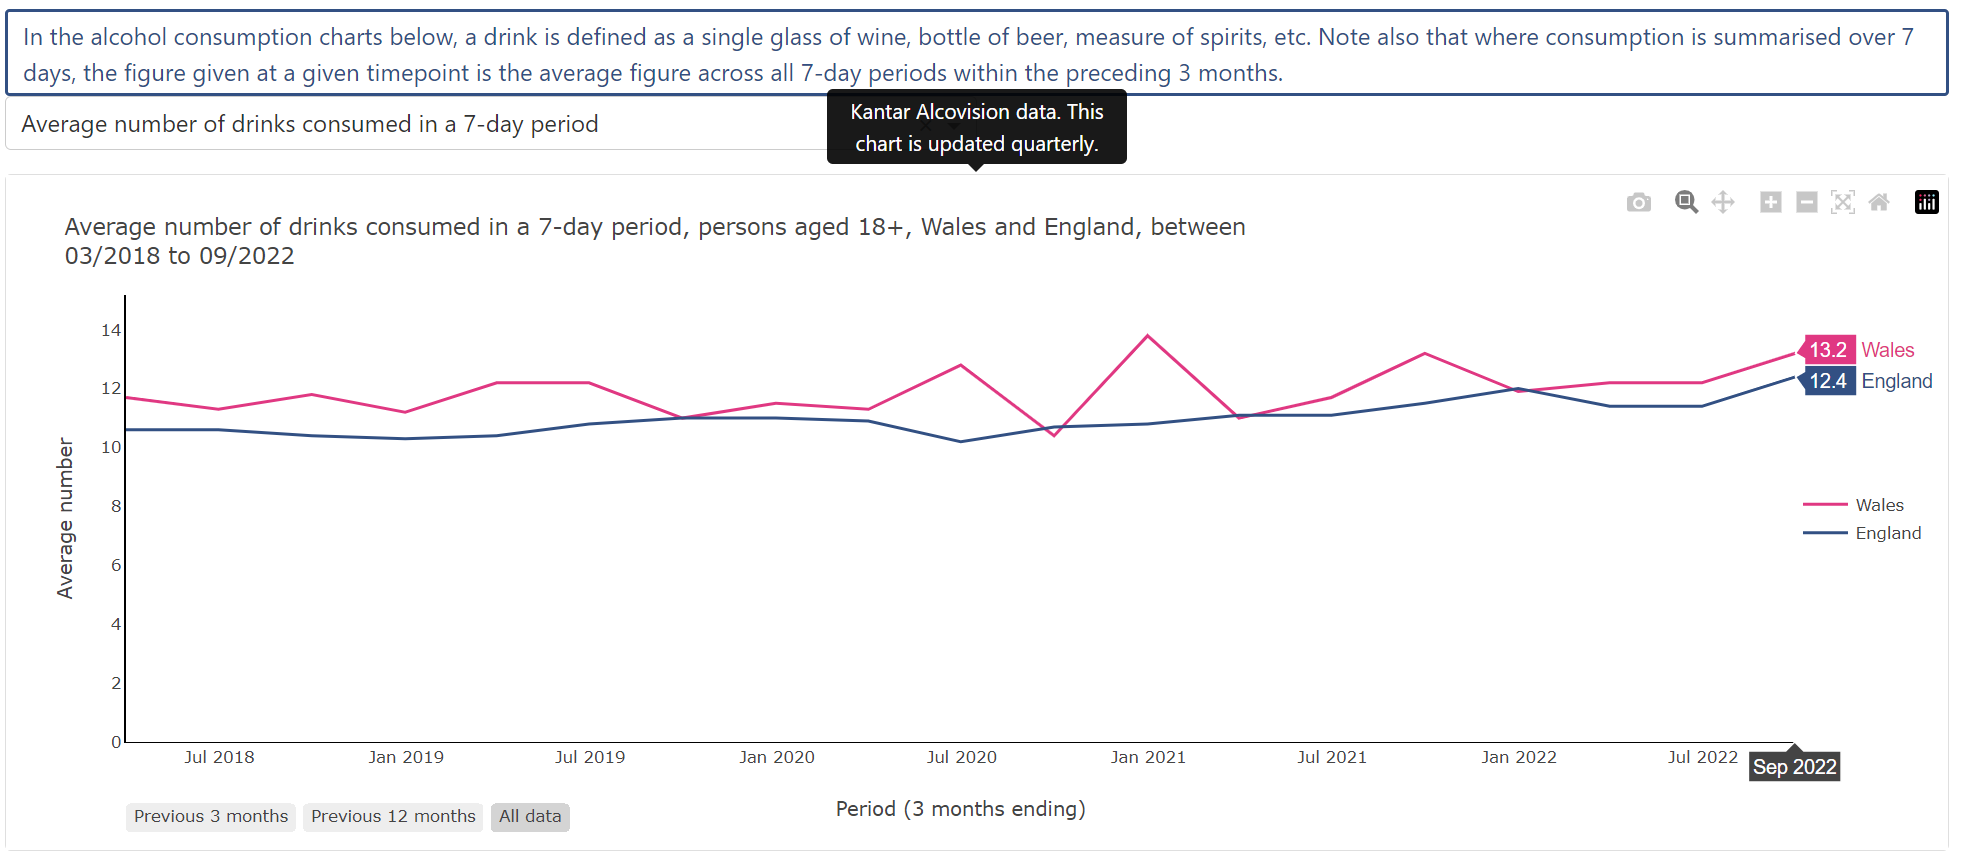 In the alcohol consumption charts below, a drink is defined as a single glass of wine, bottle of beer, measure of spirits, etc. Note also that where consumption is summarised over 7
days, the figure given at a given timepoint is the average figure across all 7-day periods within the preceding 3 months.
Kantar Alcovision data. This
chart is updated quarterly.
Average number of drinks consumed in a 7-day period
Average number of drinks consumed in a 7-day period, persons aged 18+, Wales and England, between
03/2018 to 09/2022
Average number
14
12
10
8
6
4
2
0
13.2 Wales
12.4 England
Wales
England
Jul 2018 Jan 2019 Jul 2019 Jan 2020 Jul 2020 Jan 2021 Jul 2021 Jan 2022 Jul 2022
Sep 2022
Period (3 months ending)
Previous 3 months Previous 12 months All data